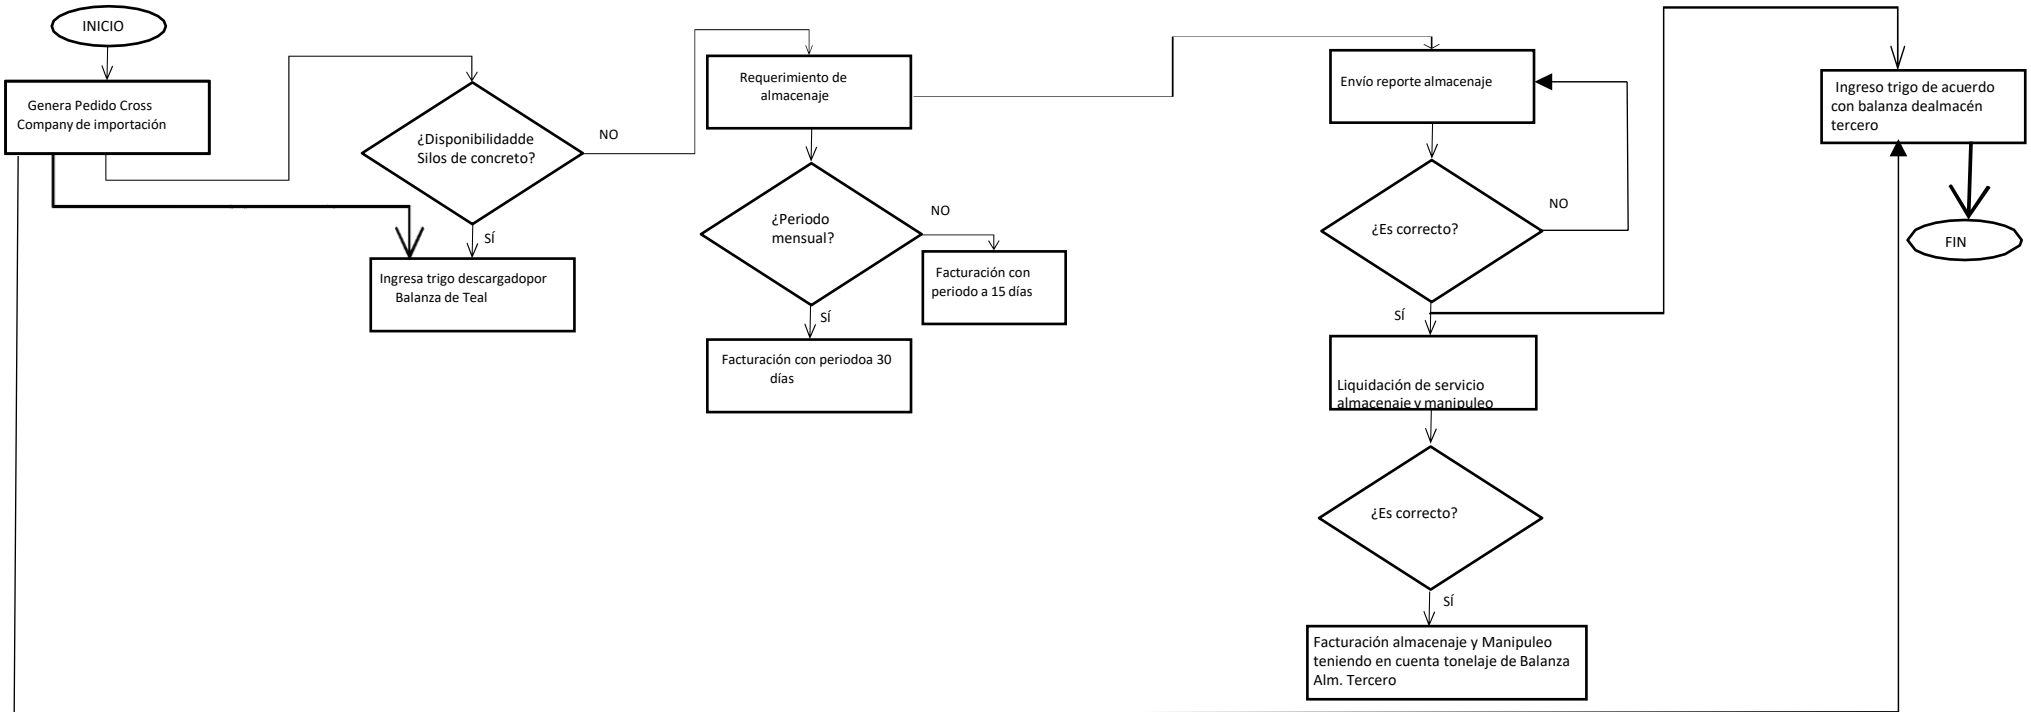 INICIO
Genera Pedido Cross
Company de importación
¿Disponibilidadde
Silos de concreto?
NO
SÍ
Ingresa trigo descargadopor
Balanza de Teal
Requerimiento de
almacenaje
¿Periodo
mensual?
NO
Facturación con
periodo a 15 días
SÍ
Facturación con periodoa 30
días
Envío reporte almacenaje
¿Es correcto?
NO
SÍ
Liquidación de servicio
almacenaje y manipuleo
¿Es correcto?
SÍ
Facturación almacenaje y Manipuleo
teniendo en cuenta tonelaje de Balanza
Alm. Tercero
Ingreso trigo de acuerdo
con balanza dealmacén
tercero
FIN